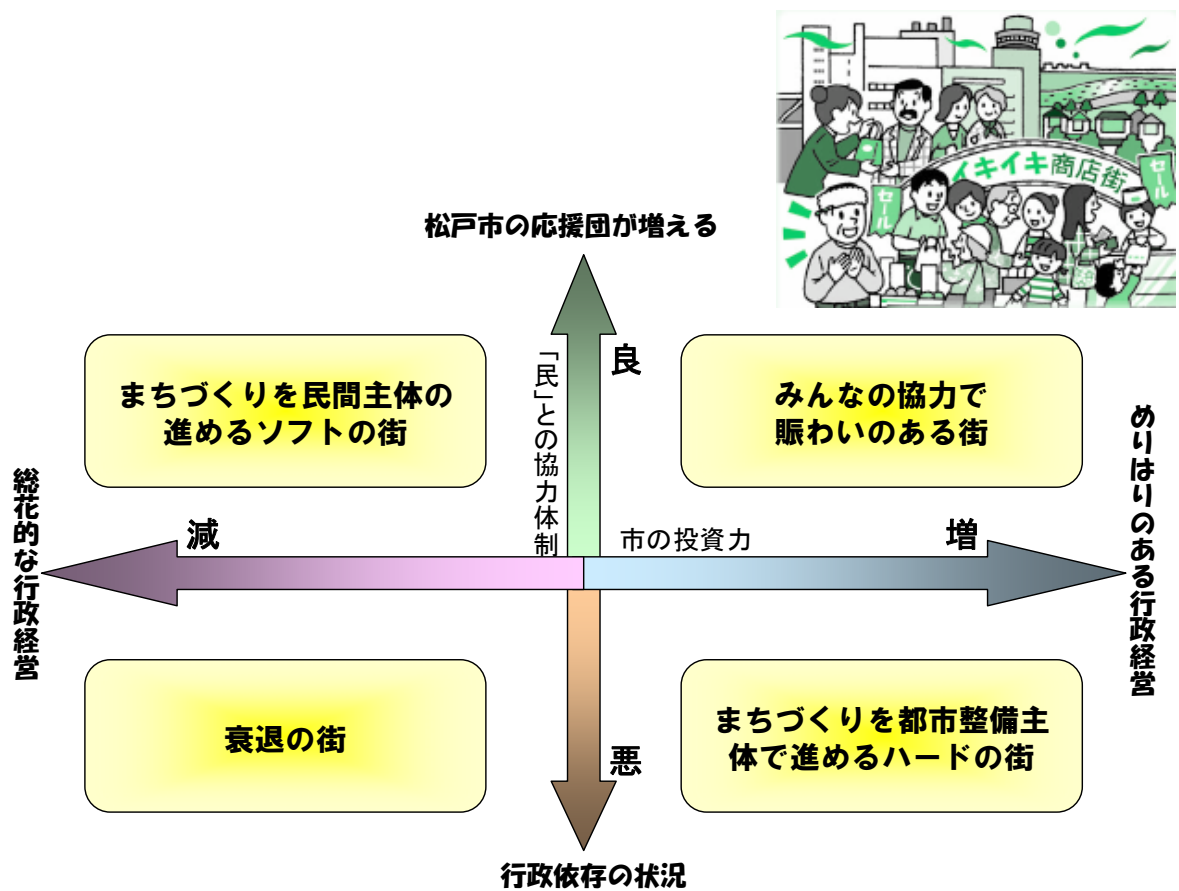 イキイキ商店街
セール
セール
松戸市の応援団が増える
良
「民」との協力体制
まちづくりを民間主体の
進めるソフトの街
みんなの協力で
賑わいのある街
総花的な行政経営
めりはりのある行政経営
減
市の投資力
増
衰退の街
まちづくりを都市整備主
体で進めるハードの街
悪
行政依存の状況